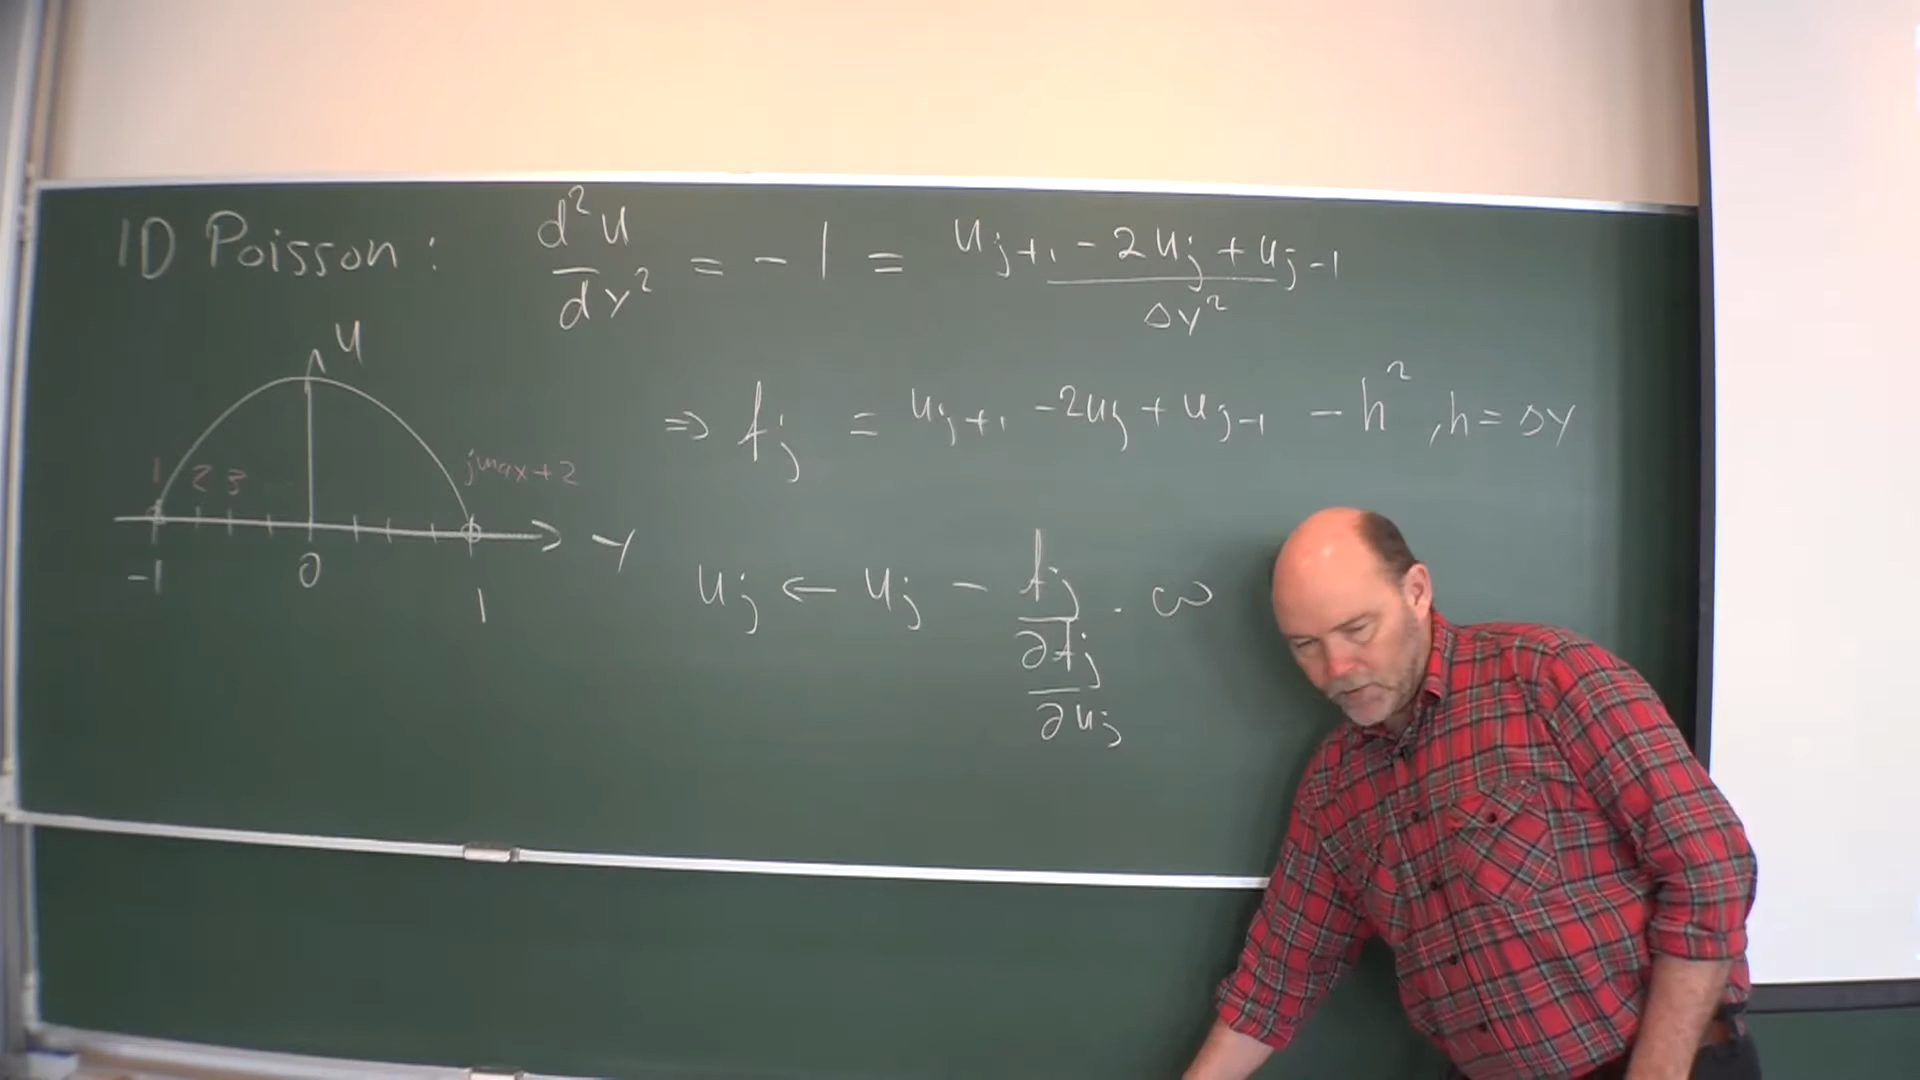 1D Poisson: d²u/dy² = -1 = (u_{j+1} - 2u_j + u_{j-1})/Δy²
u
⇒ f_j = u_{j+1} - 2u_j + u_{j-1} - h², h = Δy
1 2 3 jmax+2
y
-1 0 1
u_j ← u_j - f_j/(∂f_j/∂u_j) · ω